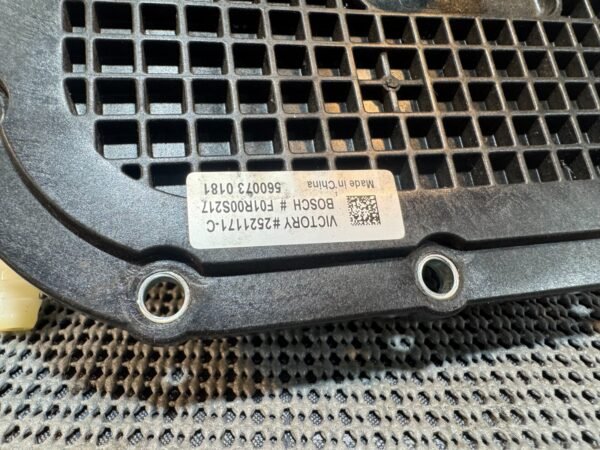 VICTORY #2521171-C
BOSCH # F01R00S217
Made in China
560073 0181